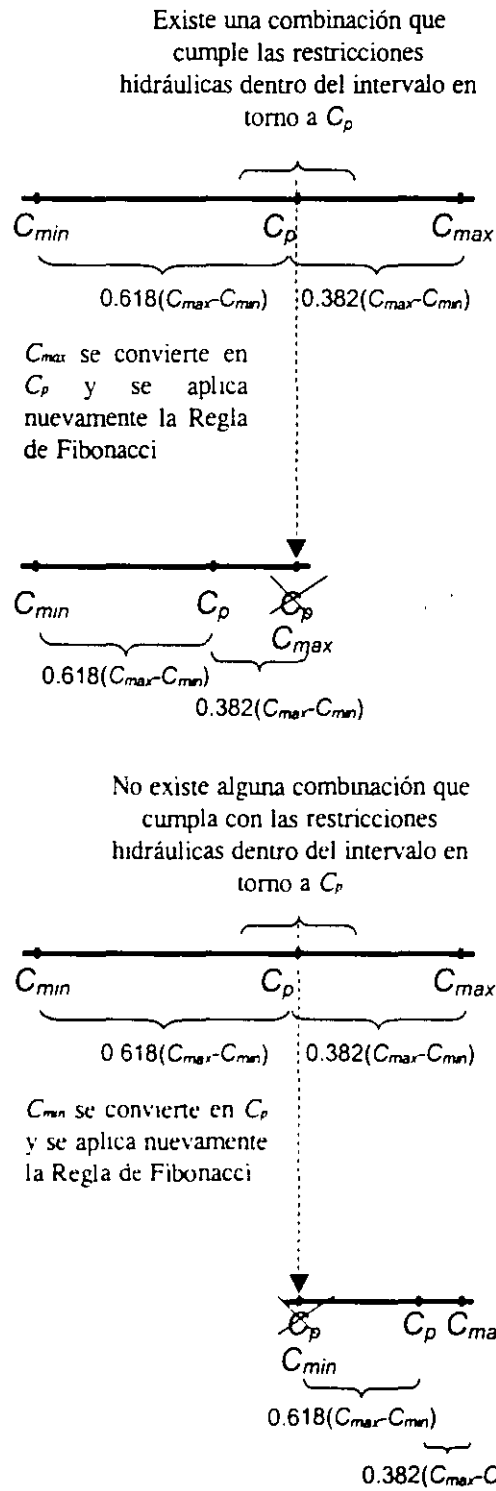 Existe una combinación que
cumple las restricciones
hidráulicas dentro del intervalo en
torno a Cp
Cmin Cp Cmax
0.618(Cmax-Cmin) 0.382(Cmax-Cmin)
Cmax se convierte en
Cp y se aplica
nuevamente la Regla
de Fibonacci
Cmin Cp Cp
Cmax
0.618(Cmax-Cmin)
0.382(Cmax-Cmin)
No existe alguna combinación que
cumpla con las restricciones
hidráulicas dentro del intervalo en
torno a Cp
Cmin Cp Cmax
0 618(Cmax-Cmin) 0.382(Cmax-Cmin)
Cmin se convierte en Cp
y se aplica nuevamente
la Regla de Fibonacci
Cp Cp Cma
Cmin
0.618(Cmax-Cmin)
0.382(Cmax-C